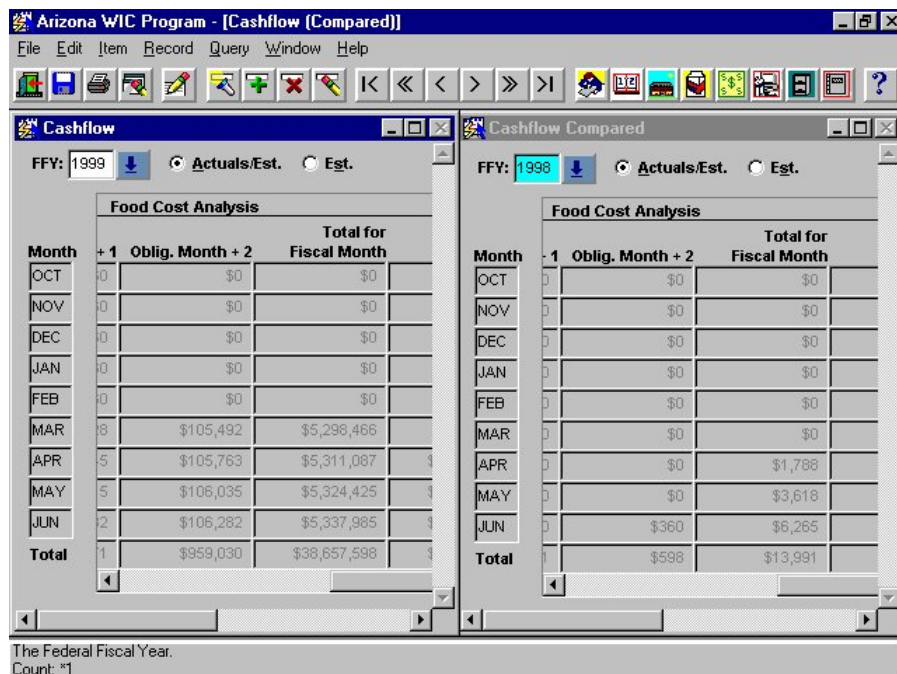 Arizona WIC Program - [Cashflow (Compared)]
File Edit Item Record Query Window Help
Cashflow
FFY: 1999 Actuals/Est. Est.
Food Cost Analysis
Month + 1 Oblig. Month + 2 Total for Fiscal Month
OCT $0 $0
NOV $0 $0
DEC $0 $0
JAN $0 $0
FEB $0 $0
MAR $105,492 $5,298,466
APR $105,763 $5,311,087
MAY $106,035 $5,324,425
JUN $106,282 $5,337,985
Total $959,030 $38,657,598
Cashflow Compared
FFY: 1998 Actuals/Est. Est.
Food Cost Analysis
Month 1 Oblig. Month + 2 Total for Fiscal Month
OCT $0 $0
NOV $0 $0
DEC $0 $0
JAN $0 $0
FEB $0 $0
MAR $0 $0
APR $0 $1,788
MAY $0 $3,618
JUN $360 $6,265
Total $598 $13,991
The Federal Fiscal Year.
Count: *1